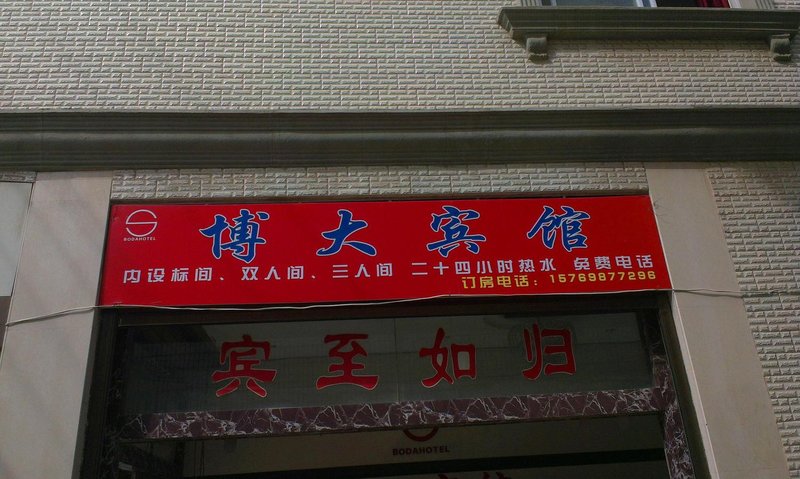 博大宾馆
BODAHOTEL
内设标间、双人间、三人间 二十四小时热水 免费电话
订房电话：15769877296
宾至如归
BODAHOTEL